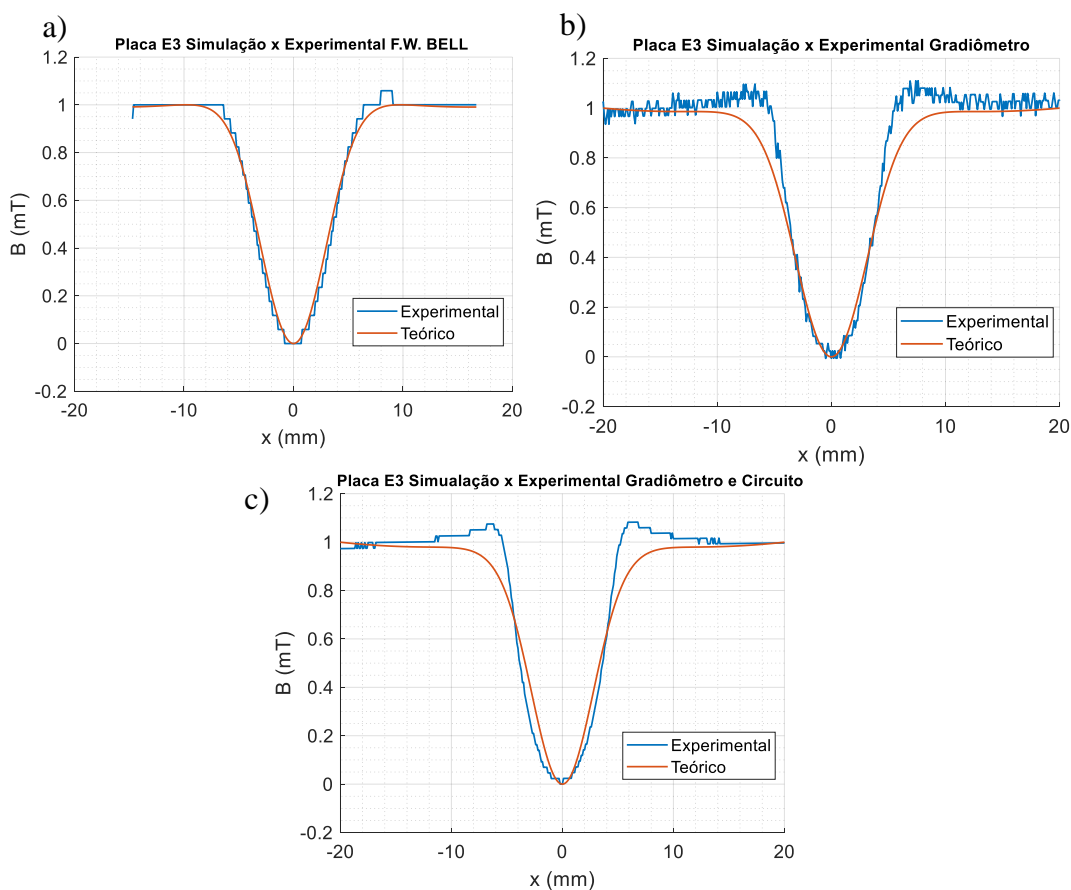 a)
Placa E3 Simulação x Experimental F.W. BELL
1.2
1
0.8
0.6
0.4
0.2
0
-0.2
B (mT)
-20
-10
0
10
20
x (mm)
Experimental
Teórico
b)
Placa E3 Simualação x Experimental Gradiômetro
1.2
1
0.8
0.6
0.4
0.2
0
-0.2
B (mT)
-20
-10
0
10
20
x (mm)
Experimental
Teórico
c)
Placa E3 Simualação x Experimental Gradiômetro e Circuito
1.2
1
0.8
0.6
0.4
0.2
0
-0.2
B (mT)
-20
-10
0
10
20
x (mm)
Experimental
Teórico